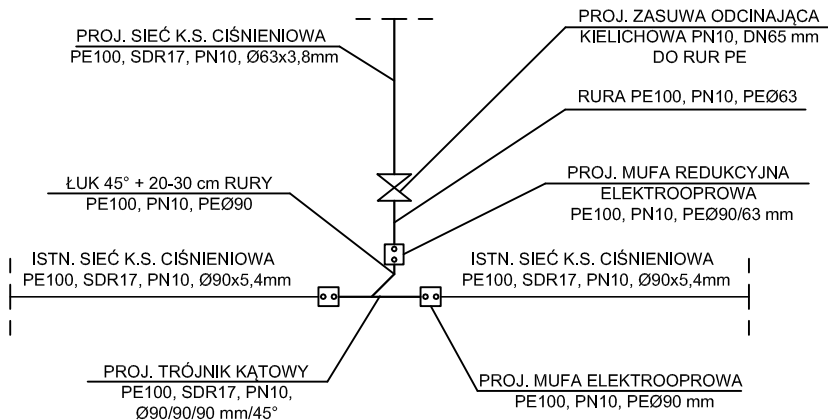 PROJ. ZASUWA ODCINAJĄCA
KIELICHOWA PN10, DN65 mm
DO RUR PE
PROJ. SIEĆ K.S. CIŚNIENIOWA
PE100, SDR17, PN10, Ø63x3,8mm
RURA PE100, PN10, PEØ63
PROJ. MUFA REDUKCYJNA
ELEKTROOPROWA
PE100, PN10, PEØ90/63 mm
ŁUK 45° + 20-30 cm RURY
PE100, PN10, PEØ90
ISTN. SIEĆ K.S. CIŚNIENIOWA
PE100, SDR17, PN10, Ø90x5,4mm
ISTN. SIEĆ K.S. CIŚNIENIOWA
PE100, SDR17, PN10, Ø90x5,4mm
PROJ. TRÓJNIK KĄTOWY
PE100, SDR17, PN10,
Ø90/90/90 mm/45°
PROJ. MUFA ELEKTROOPROWA
PE100, PN10, PEØ90 mm